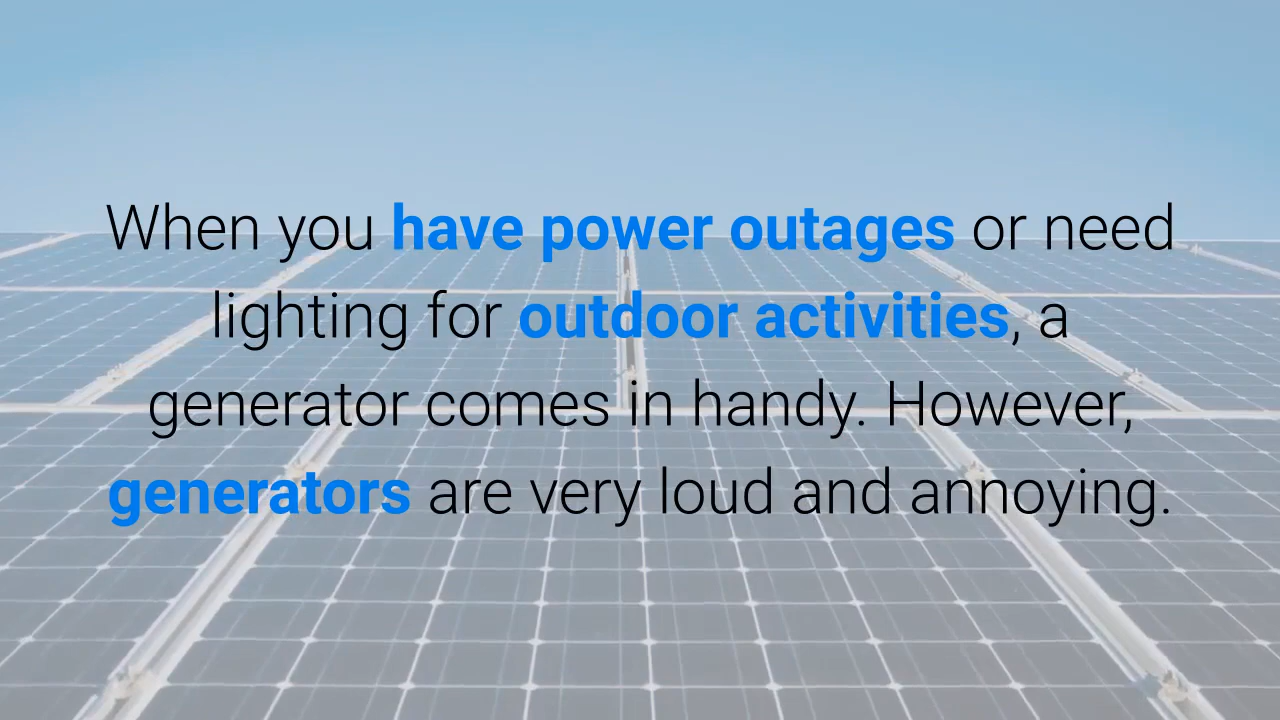 When you have power outages or need
lighting for outdoor activities, a
generator comes in handy. However,
generators are very loud and annoying.